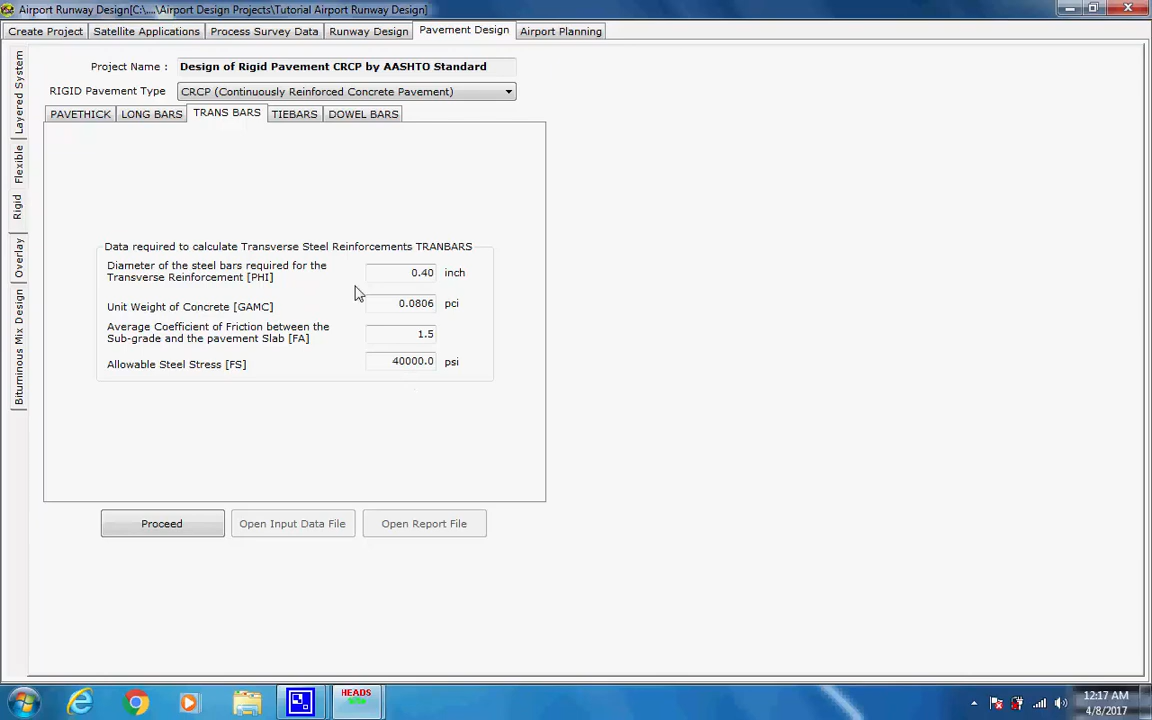 Airport Runway Design[C:\....\Airport Design Projects\Tutorial Airport Runway Design]
Create Project Satellite Applications Process Survey Data Runway Design Pavement Design Airport Planning
Layered System
Flexible
Rigid
Overlay
Bituminous Mix Design
Project Name : Design of Rigid Pavement CRCP by AASHTO Standard
RIGID Pavement Type CRCP (Continuously Reinforced Concrete Pavement)
PAVETHICK LONG BARS TRANS BARS TIEBARS DOWEL BARS
Data required to calculate Transverse Steel Reinforcements TRANBARS
Diameter of the steel bars required for the
Transverse Reinforcement [PHI] 0.40 inch
Unit Weight of Concrete [GAMC] 0.0806 pci
Average Coefficient of Friction between the
Sub-grade and the pavement Slab [FA] 1.5
Allowable Steel Stress [FS] 40000.0 psi
Proceed Open Input Data File Open Report File
HEADS
12:17 AM
4/8/2017